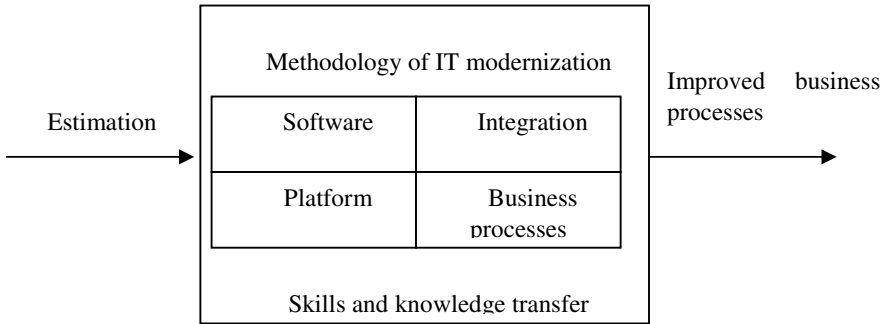 Methodology of IT modernization
Improved business
processes
Estimation
Software
Integration
Platform
Business
processes
Skills and knowledge transfer